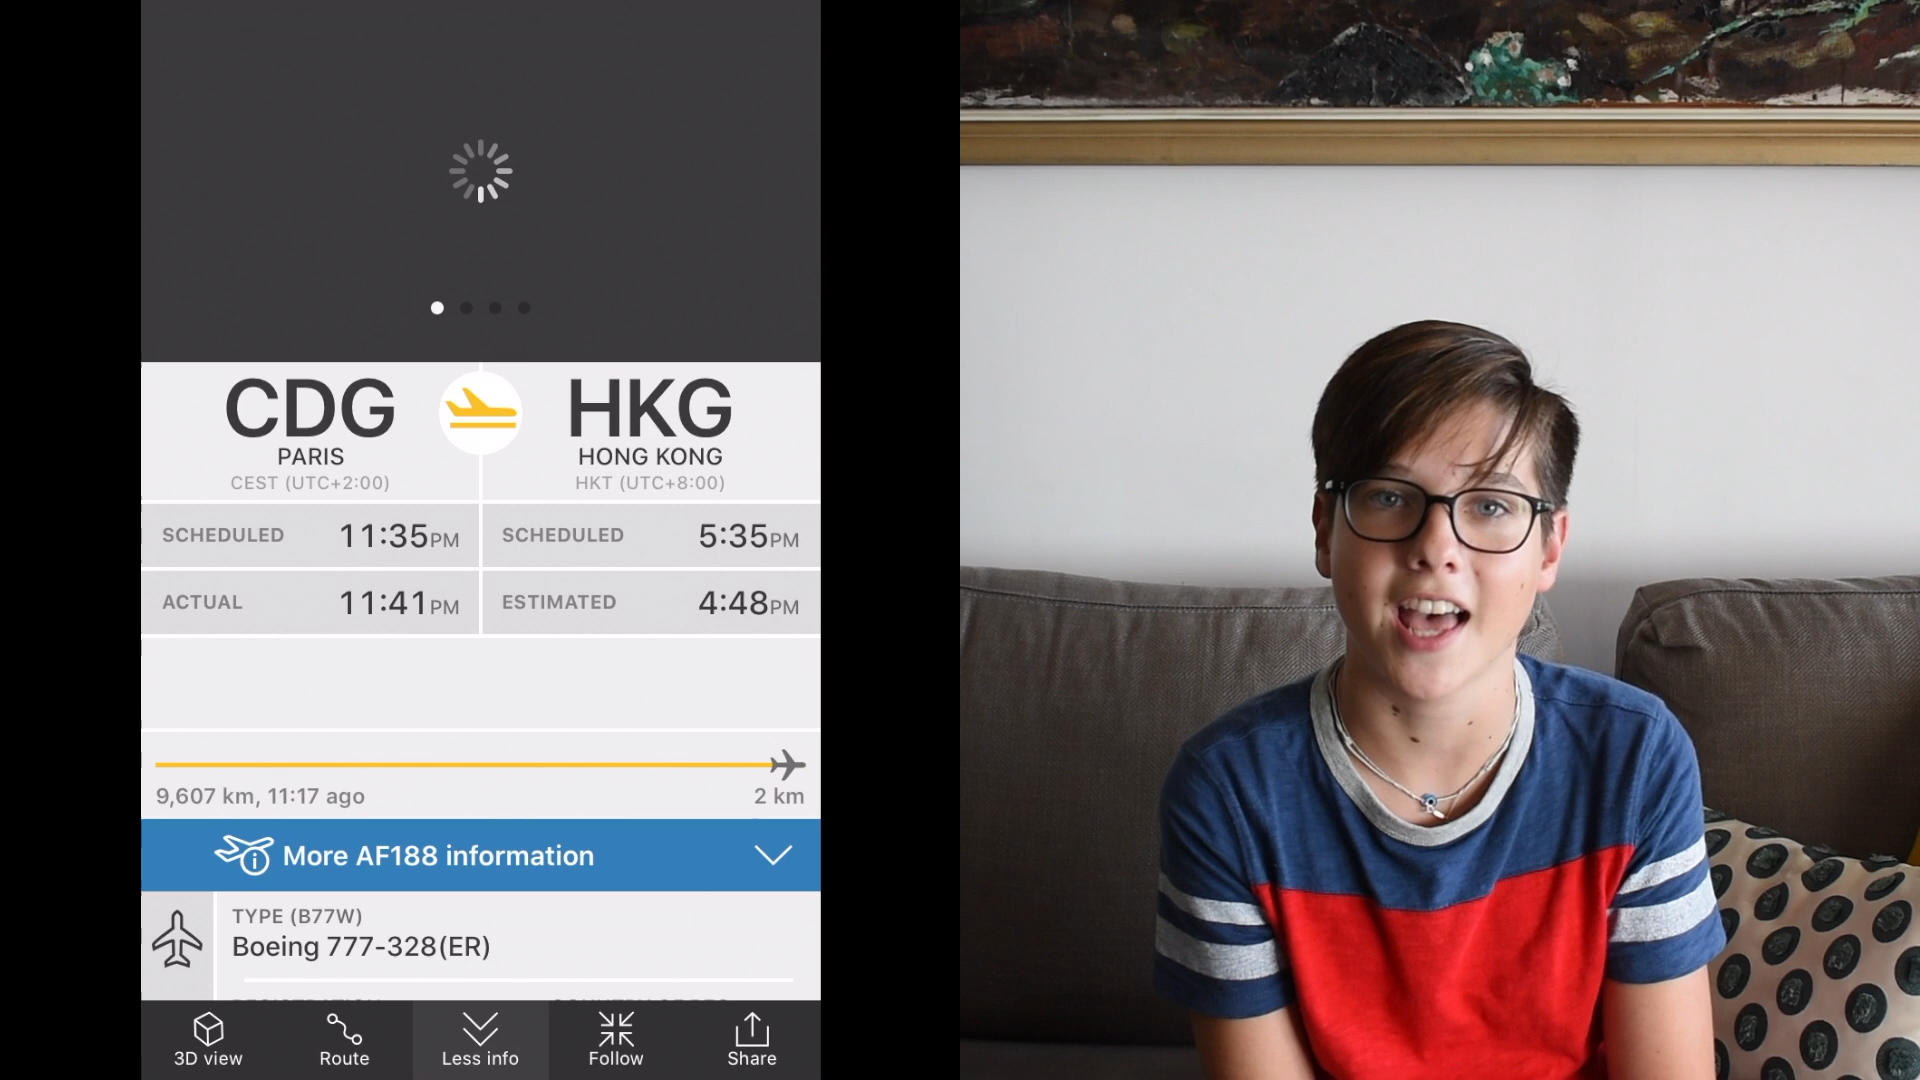 CDG
PARIS
CEST (UTC+2:00)
HKG
HONG KONG
HKT (UTC+8:00)
SCHEDULED 11:35PM
SCHEDULED 5:35PM
ACTUAL 11:41PM
ESTIMATED 4:48PM
9,607 km, 11:17 ago
2 km
More AF188 information
TYPE (B77W)
Boeing 777-328(ER)
3D view
Route
Less info
Follow
Share